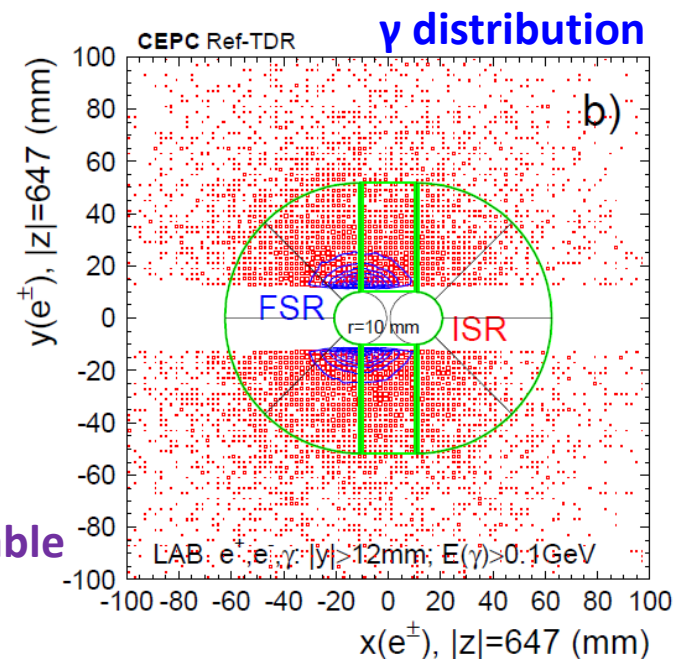 γ distribution
CEPC Ref-TDR
b)
100
80
60
40
20
0
-20
-40
-60
-80
-100
y(e±), |z|=647 (mm)
FSR
r=10 mm
ISR
LAB: e⁺,e⁻,γ: |y|>12mm; E(γ)>0.1GeV
-100 -80 -60 -40 -20 0 20 40 60 80 100
x(e±), |z|=647 (mm)